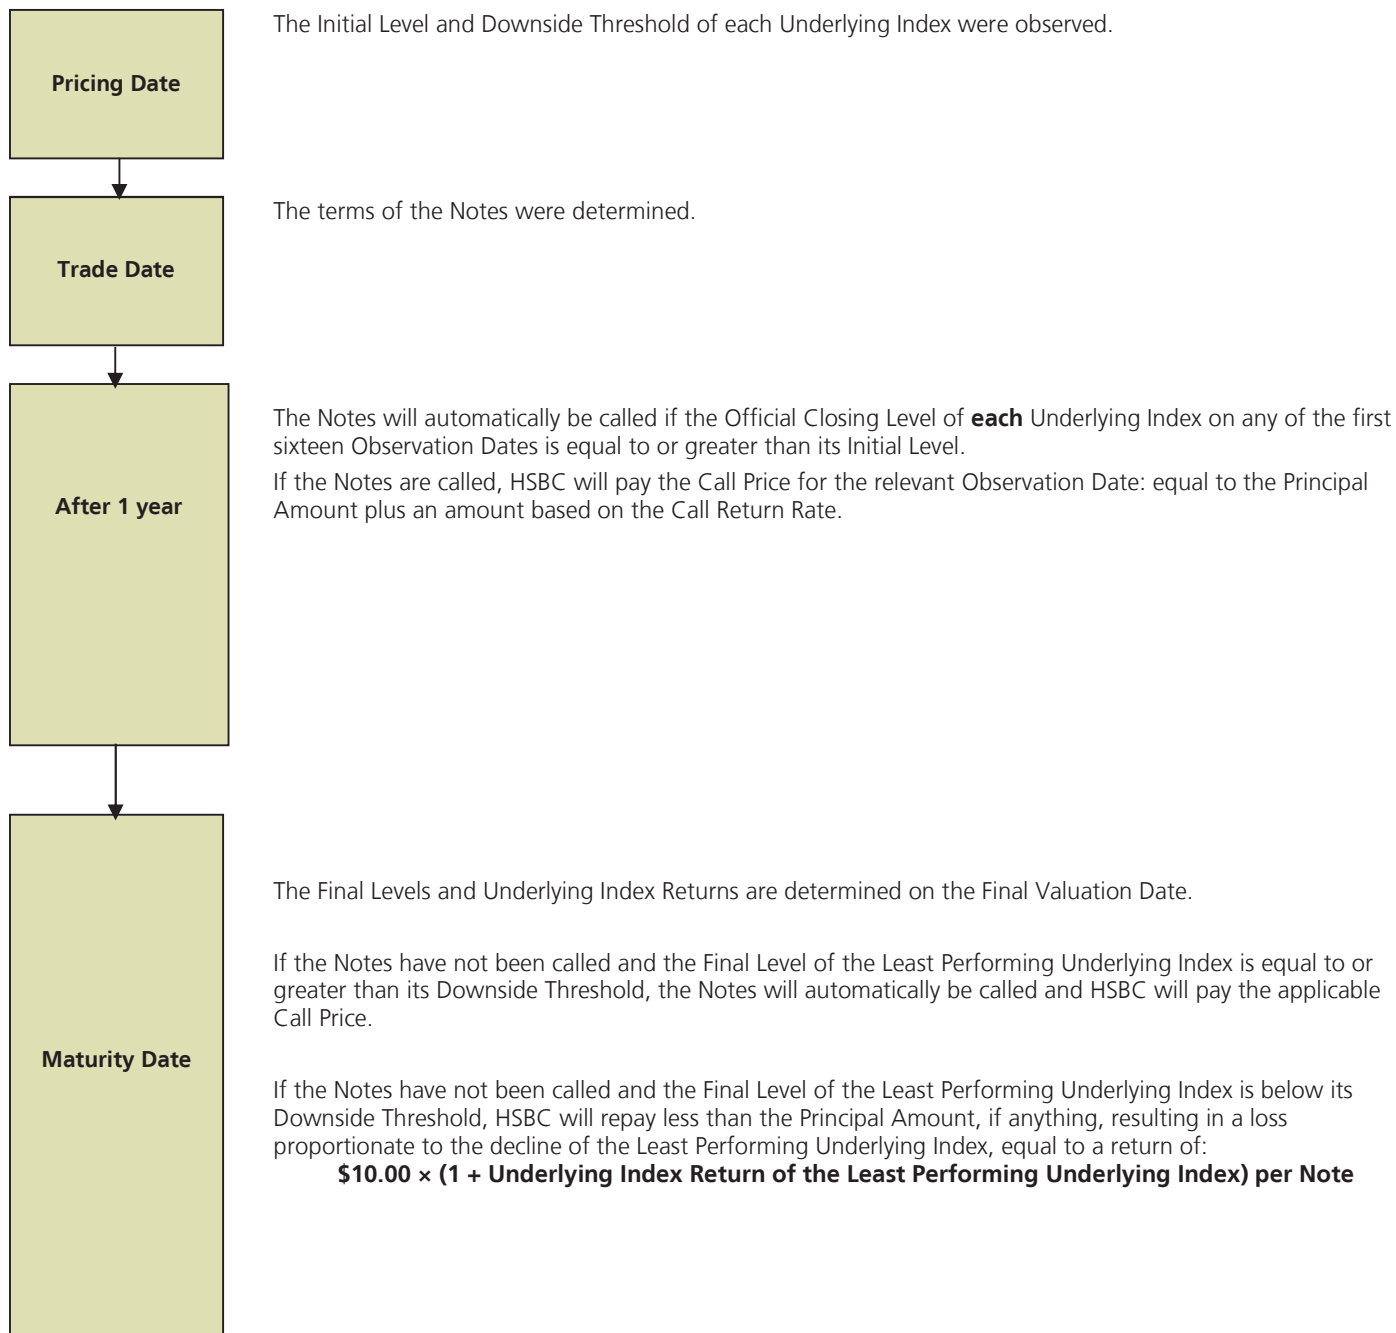 The Initial Level and Downside Threshold of each Underlying Index were observed.
Pricing Date
The terms of the Notes were determined.
Trade Date
The Notes will automatically be called if the Official Closing Level of each Underlying Index on any of the first
sixteen Observation Dates is equal to or greater than its Initial Level.
If the Notes are called, HSBC will pay the Call Price for the relevant Observation Date: equal to the Principal
Amount plus an amount based on the Call Return Rate.
After 1 year
The Final Levels and Underlying Index Returns are determined on the Final Valuation Date.
If the Notes have not been called and the Final Level of the Least Performing Underlying Index is equal to or
greater than its Downside Threshold, the Notes will automatically be called and HSBC will pay the applicable
Call Price.
Maturity Date
If the Notes have not been called and the Final Level of the Least Performing Underlying Index is below its
Downside Threshold, HSBC will repay less than the Principal Amount, if anything, resulting in a loss
proportionate to the decline of the Least Performing Underlying Index, equal to a return of:
$10.00 × (1 + Underlying Index Return of the Least Performing Underlying Index) per Note